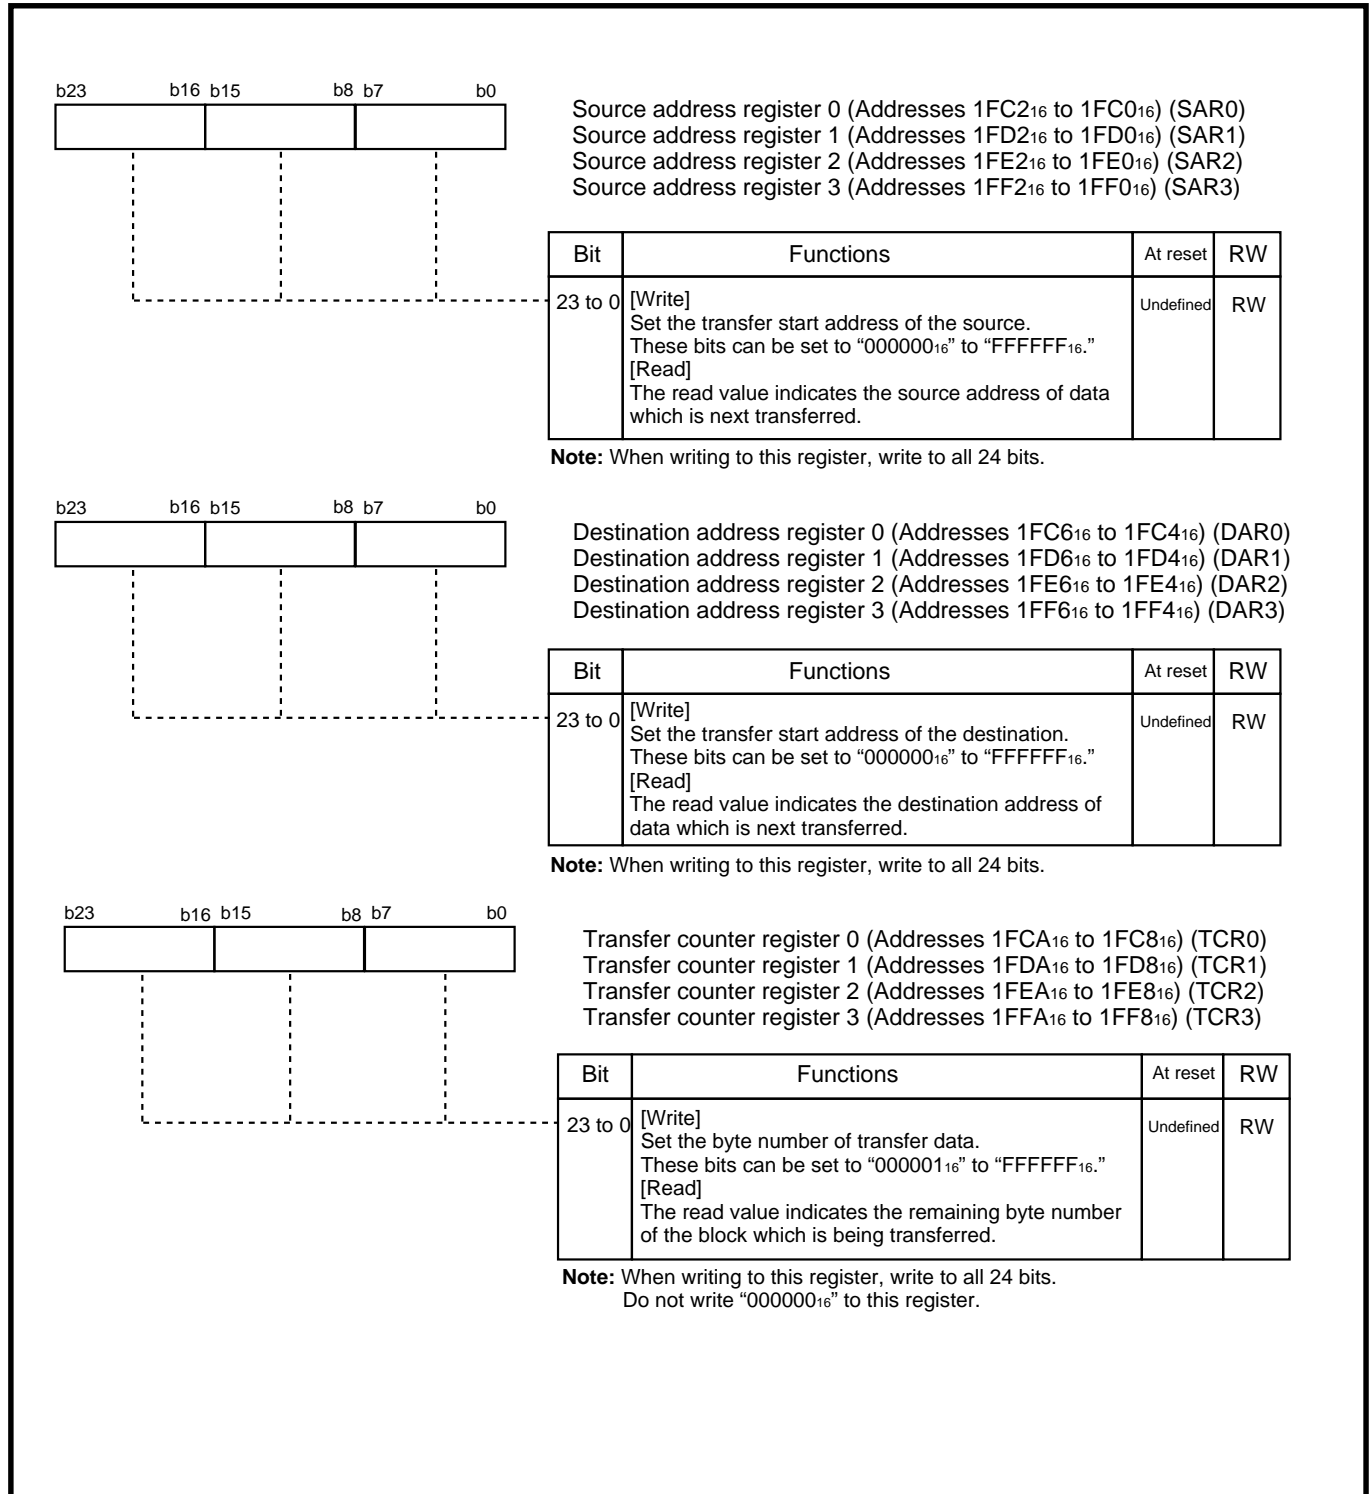 b23 b16 b15 b8 b7 b0
Source address register 0 (Addresses 1FC2₁₆ to 1FC0₁₆) (SAR0)
Source address register 1 (Addresses 1FD2₁₆ to 1FD0₁₆) (SAR1)
Source address register 2 (Addresses 1FE2₁₆ to 1FE0₁₆) (SAR2)
Source address register 3 (Addresses 1FF2₁₆ to 1FF0₁₆) (SAR3)
Bit Functions At reset RW
23 to 0 [Write] Undefined RW
Set the transfer start address of the source.
These bits can be set to “000000₁₆” to “FFFFFF₁₆.”
[Read]
The read value indicates the source address of data
which is next transferred.
Note: When writing to this register, write to all 24 bits.
b23 b16 b15 b8 b7 b0
Destination address register 0 (Addresses 1FC6₁₆ to 1FC4₁₆) (DAR0)
Destination address register 1 (Addresses 1FD6₁₆ to 1FD4₁₆) (DAR1)
Destination address register 2 (Addresses 1FE6₁₆ to 1FE4₁₆) (DAR2)
Destination address register 3 (Addresses 1FF6₁₆ to 1FF4₁₆) (DAR3)
Bit Functions At reset RW
23 to 0 [Write] Undefined RW
Set the transfer start address of the destination.
These bits can be set to “000000₁₆” to “FFFFFF₁₆.”
[Read]
The read value indicates the destination address of
data which is next transferred.
Note: When writing to this register, write to all 24 bits.
b23 b16 b15 b8 b7 b0
Transfer counter register 0 (Addresses 1FCA₁₆ to 1FC8₁₆) (TCR0)
Transfer counter register 1 (Addresses 1FDA₁₆ to 1FD8₁₆) (TCR1)
Transfer counter register 2 (Addresses 1FEA₁₆ to 1FE8₁₆) (TCR2)
Transfer counter register 3 (Addresses 1FFA₁₆ to 1FF8₁₆) (TCR3)
Bit Functions At reset RW
23 to 0 [Write] Undefined RW
Set the byte number of transfer data.
These bits can be set to “000001₁₆” to “FFFFFF₁₆.”
[Read]
The read value indicates the remaining byte number
of the block which is being transferred.
Note: When writing to this register, write to all 24 bits.
Do not write “000000₁₆” to this register.